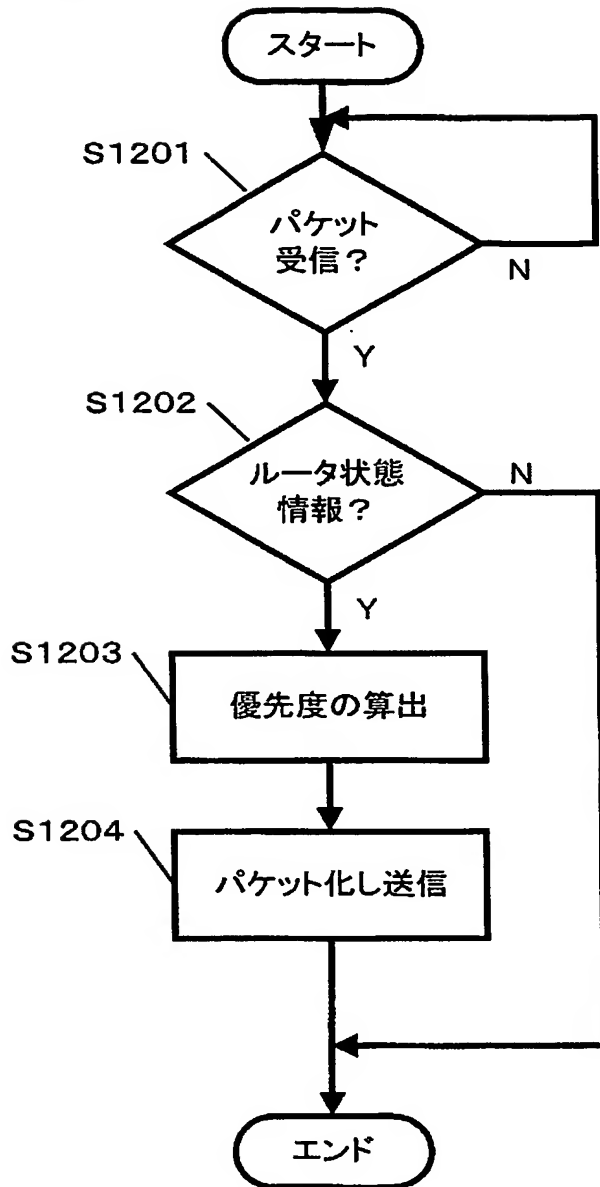 スタート
S1201
パケット
受信？
N
Y
S1202
ルータ状態
情報？
N
Y
S1203
優先度の算出
S1204
パケット化し送信
エンド